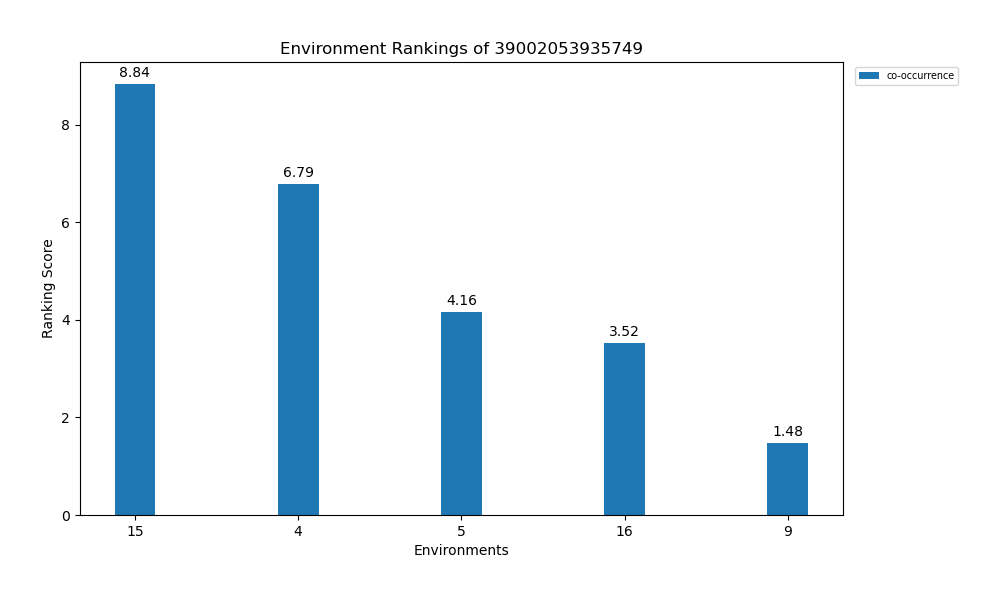 Environment Rankings of 39002053935749
co-occurrence
Ranking Score
8
6
4
2
0
8.84
6.79
4.16
3.52
1.48
15 4 5 16 9
Environments